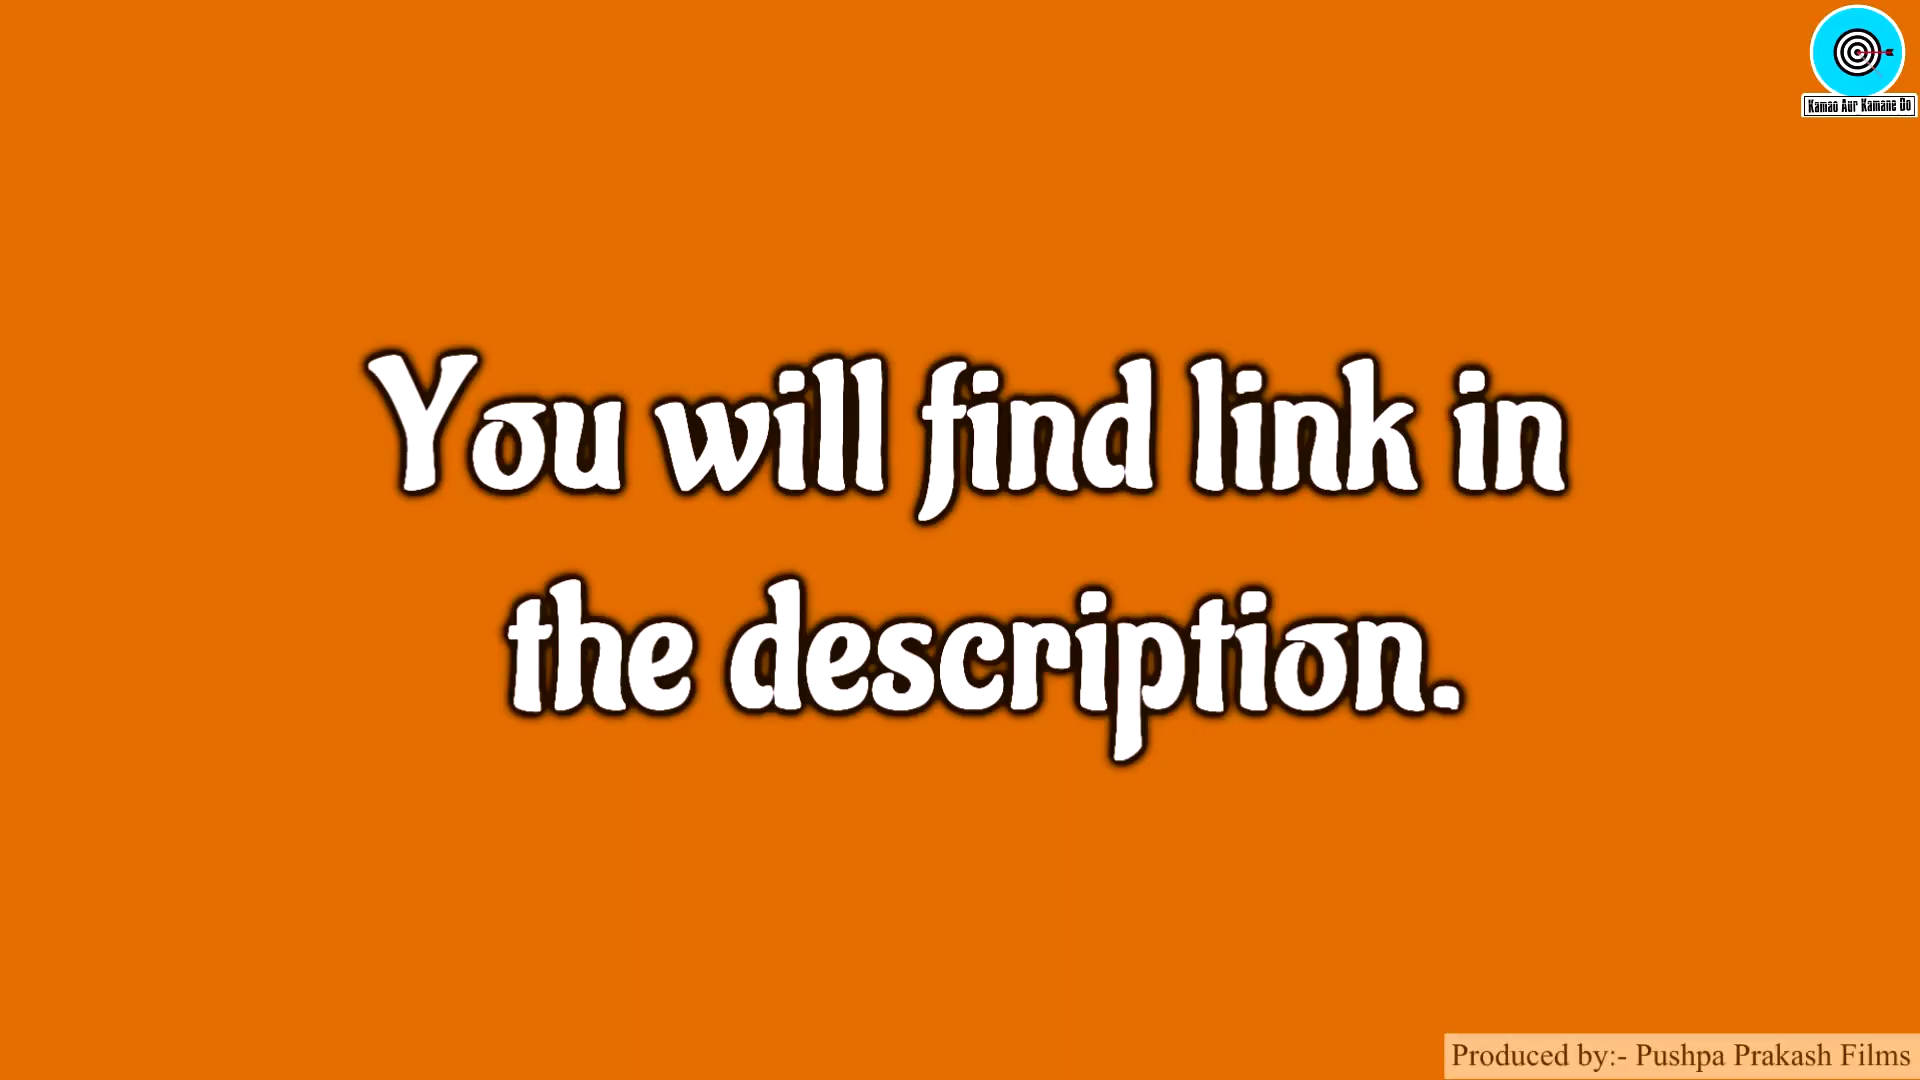 Kamao Aur Kamane Do
You will find link in
the description.
Produced by:- Pushpa Prakash Films